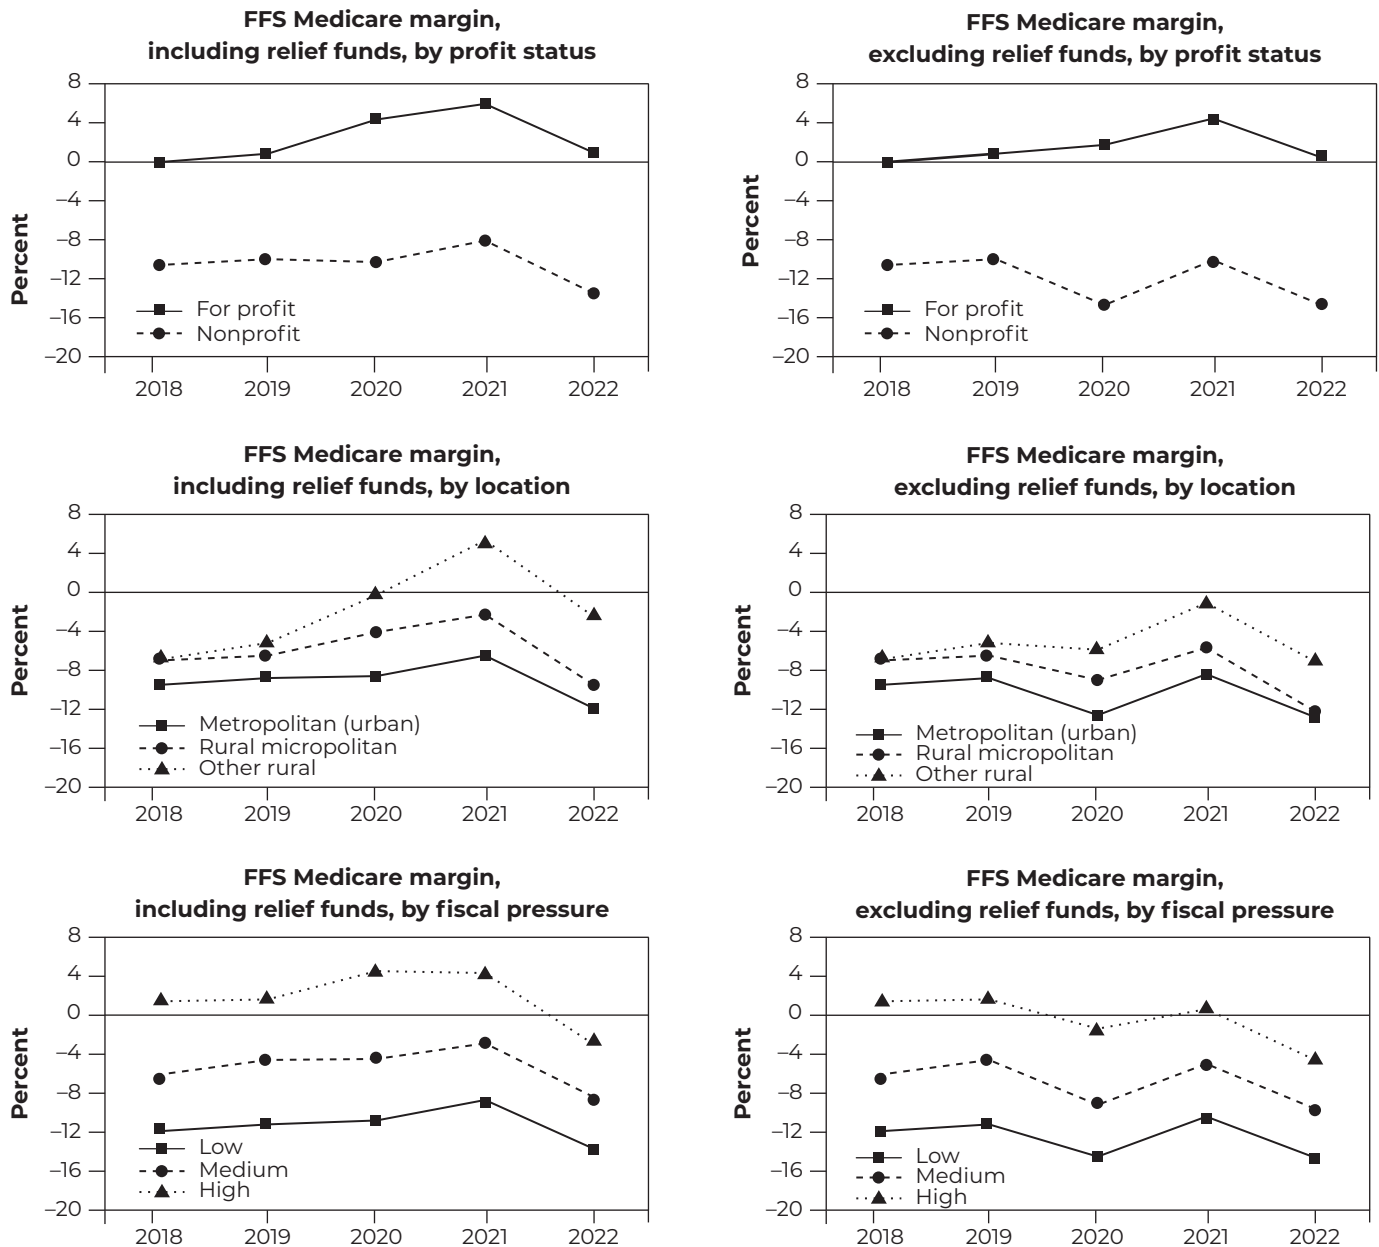 FFS Medicare margin,
including relief funds, by profit status
Percent
8
4
0
–4
–8
–12
–16
–20
For profit
Nonprofit
2018 2019 2020 2021 2022
FFS Medicare margin,
excluding relief funds, by profit status
Percent
8
4
0
–4
–8
–12
–16
–20
For profit
Nonprofit
2018 2019 2020 2021 2022
FFS Medicare margin,
including relief funds, by location
Percent
8
4
0
–4
–8
–12
–16
–20
Metropolitan (urban)
Rural micropolitan
Other rural
2018 2019 2020 2021 2022
FFS Medicare margin,
excluding relief funds, by location
Percent
8
4
0
–4
–8
–12
–16
–20
Metropolitan (urban)
Rural micropolitan
Other rural
2018 2019 2020 2021 2022
FFS Medicare margin,
including relief funds, by fiscal pressure
Percent
8
4
0
–4
–8
–12
–16
–20
Low
Medium
High
2018 2019 2020 2021 2022
FFS Medicare margin,
excluding relief funds, by fiscal pressure
Percent
8
4
0
–4
–8
–12
–16
–20
Low
Medium
High
2018 2019 2020 2021 2022